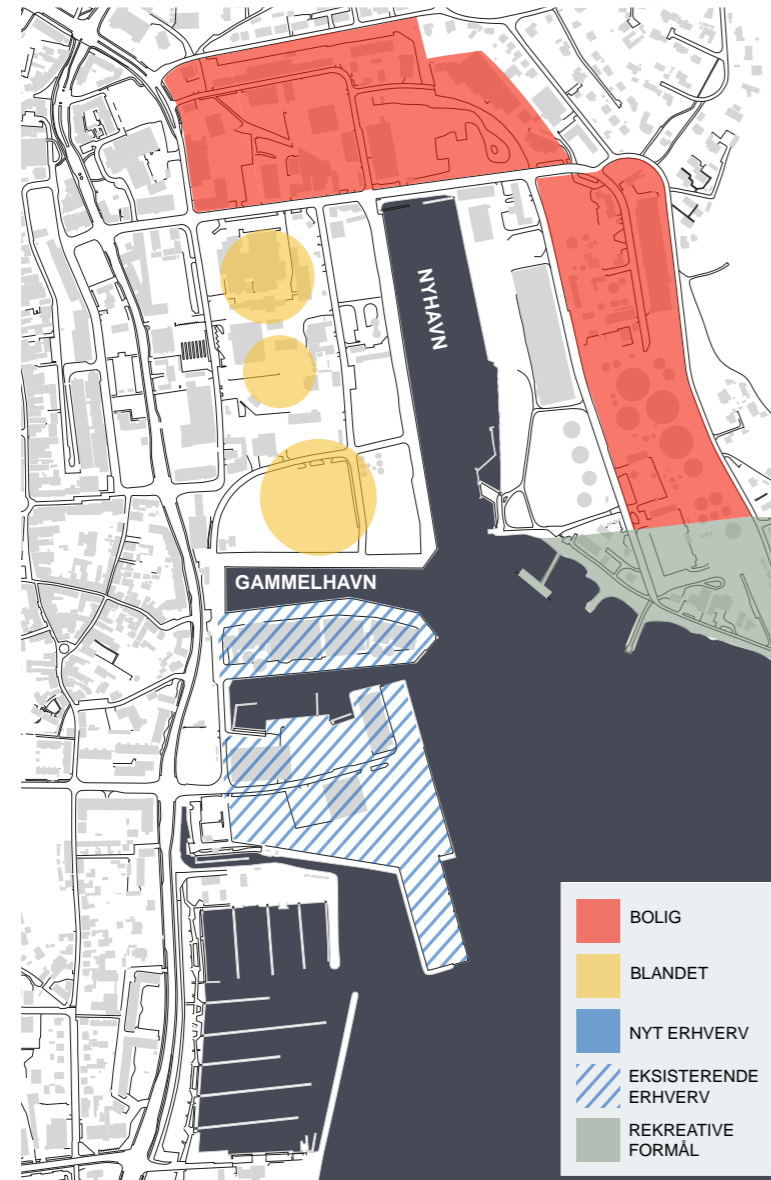 NYHAVN
GAMMELHAVN
BOLIG
BLANDET
NYT ERHVERV
EKSISTERENDE
ERHVERV
REKREATIVE
FORMÅL